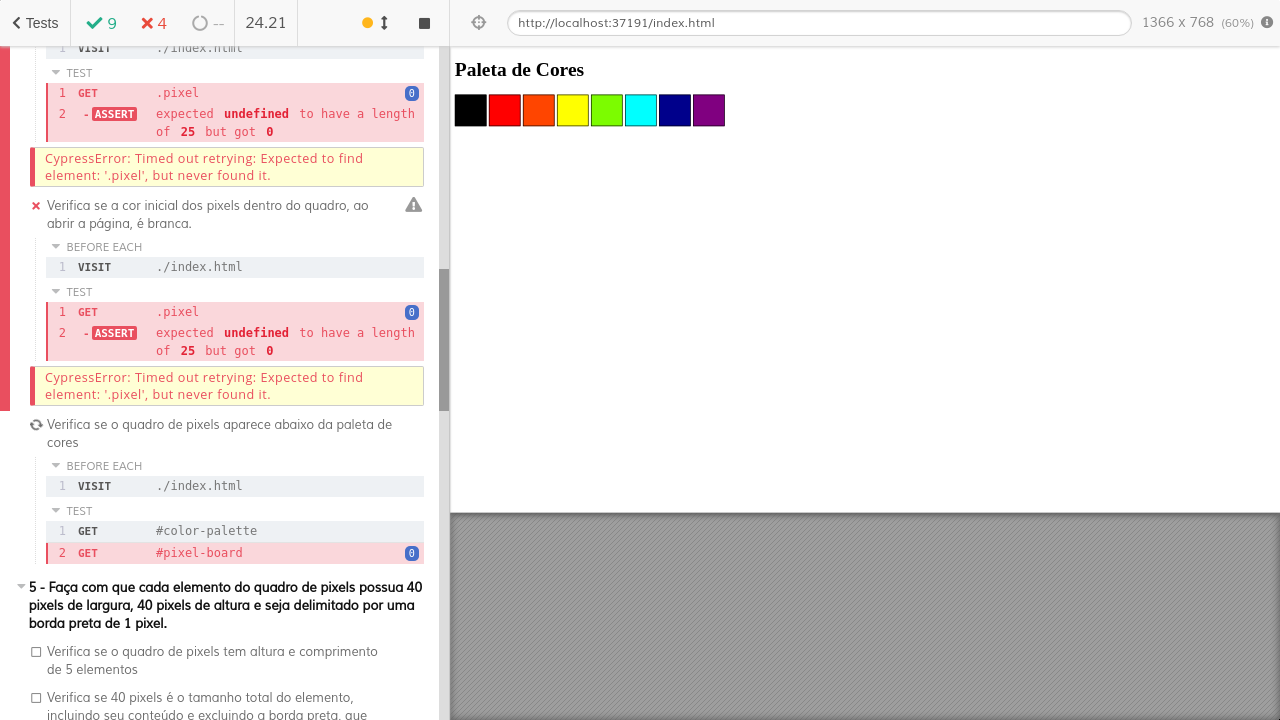 Tests 9 4 -- 24.21
http://localhost:37191/index.html 1366 x 768 (60%)
1 VISIT ./index.html
TEST
1 GET .pixel 0
2 -ASSERT expected undefined to have a length
of 25 but got 0
CypressError: Timed out retrying: Expected to find
element: '.pixel', but never found it.
Verifica se a cor inicial dos pixels dentro do quadro, ao
abrir a página, é branca.
BEFORE EACH
1 VISIT ./index.html
TEST
1 GET .pixel 0
2 -ASSERT expected undefined to have a length
of 25 but got 0
CypressError: Timed out retrying: Expected to find
element: '.pixel', but never found it.
Verifica se o quadro de pixels aparece abaixo da paleta de
cores
BEFORE EACH
1 VISIT ./index.html
TEST
1 GET #color-palette
2 GET #pixel-board 0
5 - Faça com que cada elemento do quadro de pixels possua 40
pixels de largura, 40 pixels de altura e seja delimitado por uma
borda preta de 1 pixel.
Verifica se o quadro de pixels tem altura e comprimento
de 5 elementos
Verifica se 40 pixels é o tamanho total do elemento,
incluindo seu conteúdo e excluindo a borda preta, que
Paleta de Cores